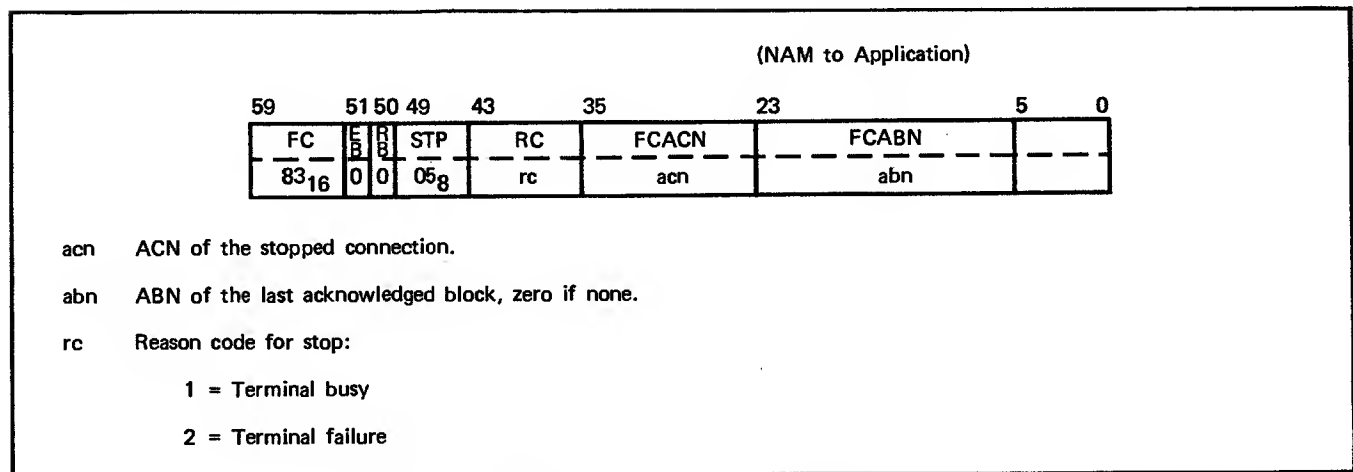 (NAM to Application)
59 51 50 49 43 35 23 5 0
FC EB RB STP RC FCACN FCABN
83₁₆ 0 0 05₈ rc acn abn
acn ACN of the stopped connection.
abn ABN of the last acknowledged block, zero if none.
rc Reason code for stop:
1 = Terminal busy
2 = Terminal failure